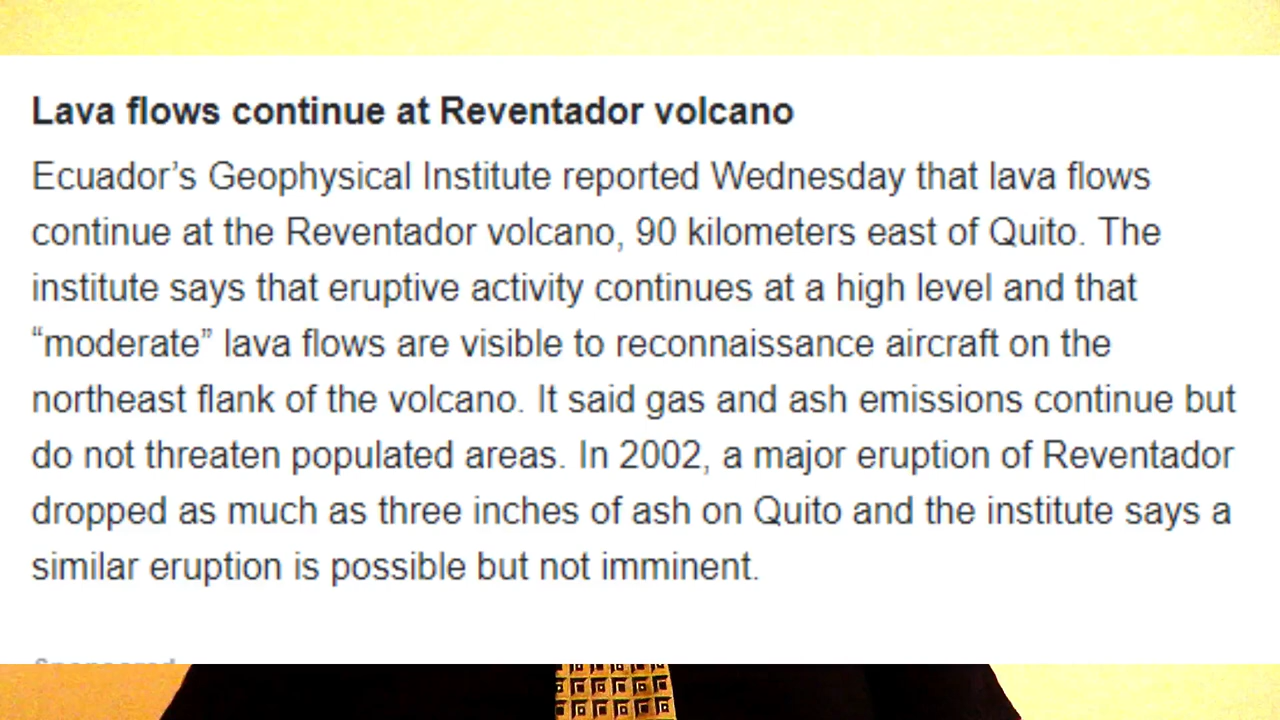 Lava flows continue at Reventador volcano
Ecuador’s Geophysical Institute reported Wednesday that lava flows
continue at the Reventador volcano, 90 kilometers east of Quito. The
institute says that eruptive activity continues at a high level and that
“moderate” lava flows are visible to reconnaissance aircraft on the
northeast flank of the volcano. It said gas and ash emissions continue but
do not threaten populated areas. In 2002, a major eruption of Reventador
dropped as much as three inches of ash on Quito and the institute says a
similar eruption is possible but not imminent.
Sponsored